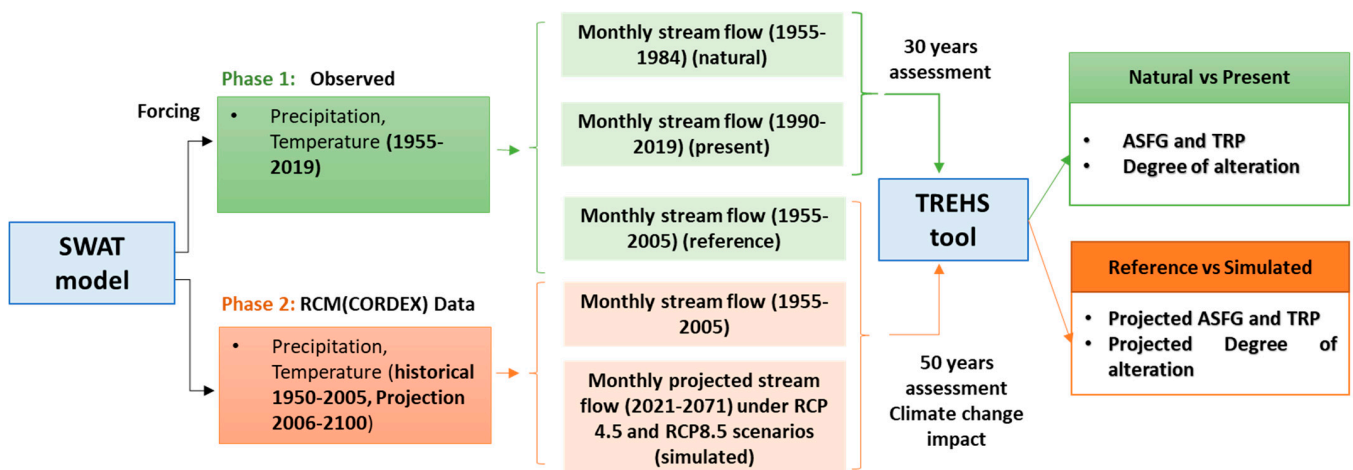 SWAT
model
Forcing
Phase 1: Observed
• Precipitation,
Temperature (1955-
2019)
Phase 2: RCM(CORDEX) Data
• Precipitation,
Temperature (historical
1950-2005, Projection
2006-2100)
Monthly stream flow (1955-
1984) (natural)
Monthly stream flow (1990-
2019) (present)
Monthly stream flow (1955-
2005) (reference)
Monthly stream flow (1955-
2005)
Monthly projected stream
flow (2021-2071) under RCP
4.5 and RCP8.5 scenarios
(simulated)
30 years
assessment
TREHS
tool
50 years
assessment
Climate change
impact
Natural vs Present
• ASFG and TRP
• Degree of alteration
Reference vs Simulated
• Projected ASFG and TRP
• Projected Degree of
alteration